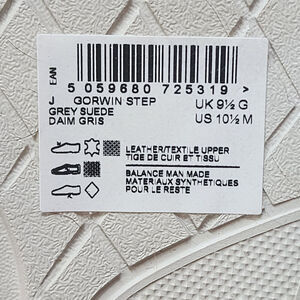 EAN
5 059680 725319 >
J GORWIN STEP UK 9½ G
GREY SUEDE US 10½ M
DAIM GRIS
LEATHER/TEXTILE UPPER
TIGE DE CUIR ET TISSU
BALANCE MAN MADE
MATERIAUX SYNTHETIQUES
POUR LE RESTE